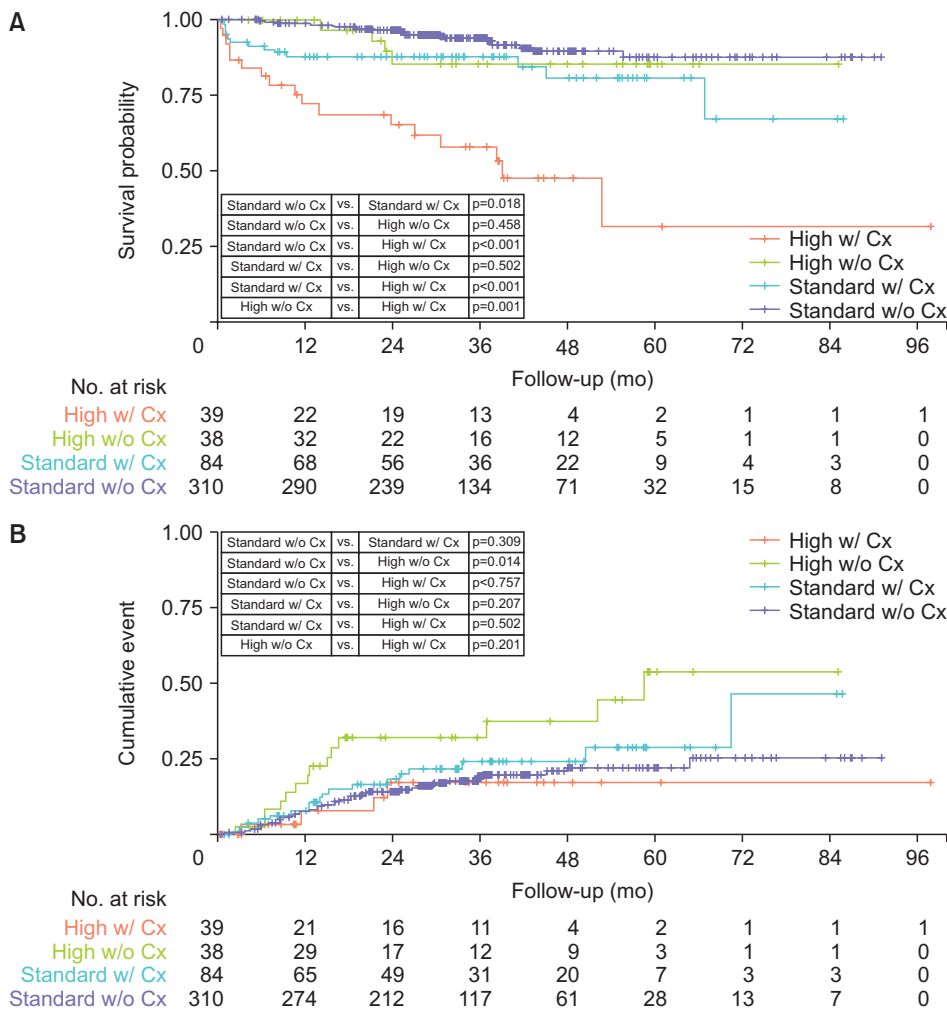 A
1.00
0.75
0.50
0.25
Survival probability
Standard w/o Cx vs. Standard w/ Cx p=0.018
Standard w/o Cx vs. High w/o Cx p=0.458
Standard w/o Cx vs. High w/ Cx p<0.001
Standard w/ Cx vs. High w/o Cx p=0.502
Standard w/ Cx vs. High w/ Cx p<0.001
High w/o Cx vs. High w/ Cx p=0.001
High w/ Cx
High w/o Cx
Standard w/ Cx
Standard w/o Cx
0 12 24 36 48 60 72 84 96
Follow-up (mo)
No. at risk
High w/ Cx 39 22 19 13 4 2 1 1 1
High w/o Cx 38 32 22 16 12 5 1 1 0
Standard w/ Cx 84 68 56 36 22 9 4 3 0
Standard w/o Cx 310 290 239 134 71 32 15 8 0
B
1.00
0.75
0.50
0.25
Cumulative event
Standard w/o Cx vs. Standard w/ Cx p=0.309
Standard w/o Cx vs. High w/o Cx p=0.014
Standard w/o Cx vs. High w/ Cx p<0.757
Standard w/ Cx vs. High w/o Cx p=0.207
Standard w/ Cx vs. High w/ Cx p=0.502
High w/o Cx vs. High w/ Cx p=0.201
High w/ Cx
High w/o Cx
Standard w/ Cx
Standard w/o Cx
0 12 24 36 48 60 72 84 96
Follow-up (mo)
No. at risk
High w/ Cx 39 21 16 11 4 2 1 1 1
High w/o Cx 38 29 17 12 9 3 1 1 0
Standard w/ Cx 84 65 49 31 20 7 3 3 0
Standard w/o Cx 310 274 212 117 61 28 13 7 0